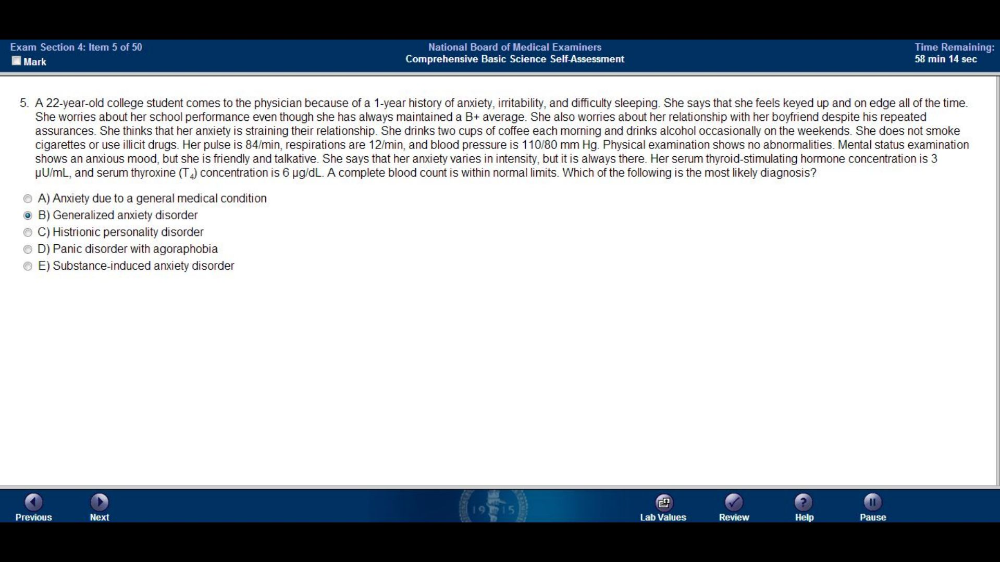 Exam Section 4: Item 5 of 50
Mark
National Board of Medical Examiners
Comprehensive Basic Science Self-Assessment
Time Remaining:
58 min 14 sec
5. A 22-year-old college student comes to the physician because of a 1-year history of anxiety, irritability, and difficulty sleeping. She says that she feels keyed up and on edge all of the time.
She worries about her school performance even though she has always maintained a B+ average. She also worries about her relationship with her boyfriend despite his repeated
assurances. She thinks that her anxiety is straining their relationship. She drinks two cups of coffee each morning and drinks alcohol occasionally on the weekends. She does not smoke
cigarettes or use illicit drugs. Her pulse is 84/min, respirations are 12/min, and blood pressure is 110/80 mm Hg. Physical examination shows no abnormalities. Mental status examination
shows an anxious mood, but she is friendly and talkative. She says that her anxiety varies in intensity, but it is always there. Her serum thyroid-stimulating hormone concentration is 3
µU/mL, and serum thyroxine (T4) concentration is 6 µg/dL. A complete blood count is within normal limits. Which of the following is the most likely diagnosis?
A) Anxiety due to a general medical condition
B) Generalized anxiety disorder
C) Histrionic personality disorder
D) Panic disorder with agoraphobia
E) Substance-induced anxiety disorder
1915
Previous
Next
Lab Values
Review
Help
Pause